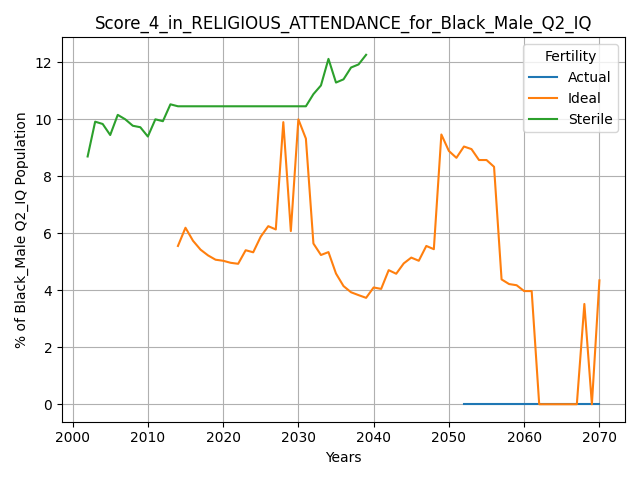 Score_4_in_RELIGIOUS_ATTENDANCE_for_Black_Male_Q2_IQ
% of Black_Male Q2_IQ Population
12
10
8
6
4
2
0
Fertility
Actual
Ideal
Sterile
2000 2010 2020 2030 2040 2050 2060 2070
Years